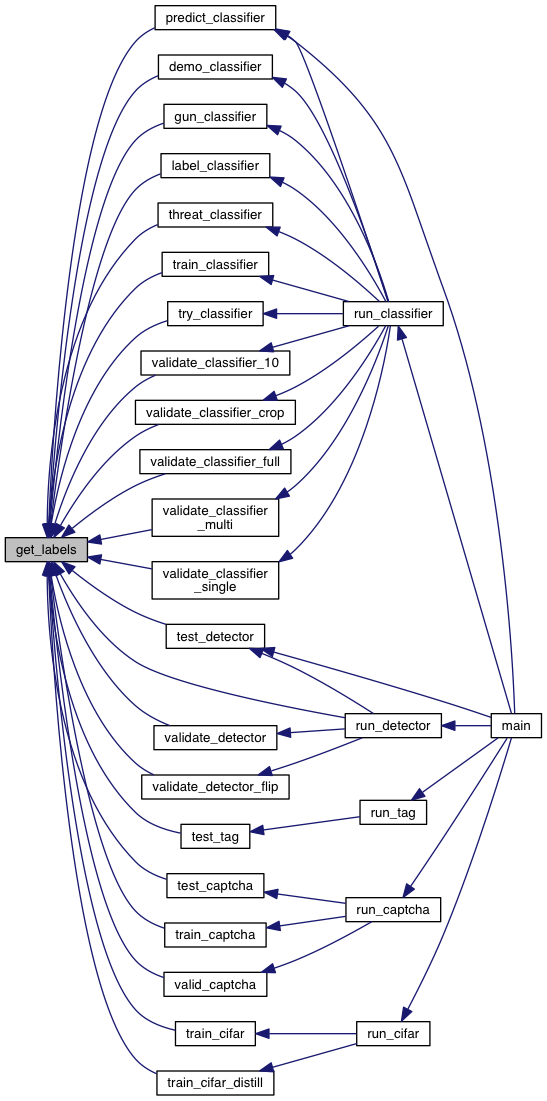 predict_classifier
demo_classifier
gun_classifier
label_classifier
threat_classifier
train_classifier
try_classifier
run_classifier
validate_classifier_10
validate_classifier_crop
validate_classifier_full
validate_classifier
_multi
get_labels
validate_classifier
_single
test_detector
run_detector
main
validate_detector
validate_detector_flip
run_tag
test_tag
test_captcha
run_captcha
train_captcha
valid_captcha
train_cifar
run_cifar
train_cifar_distill